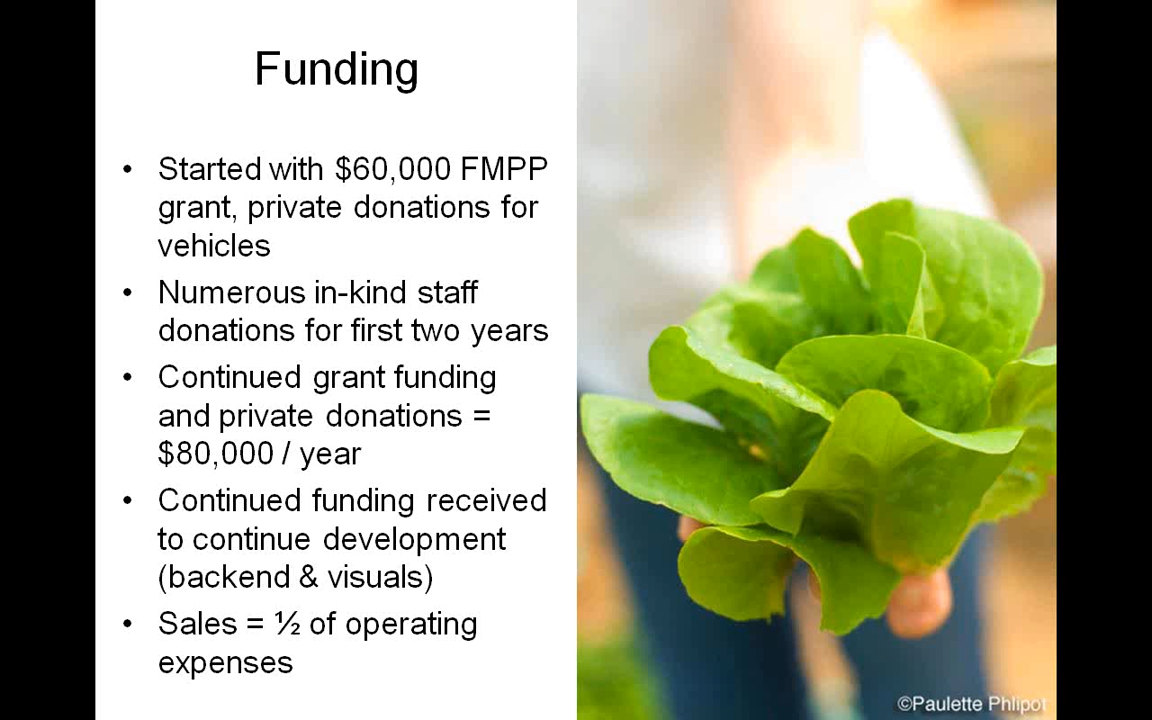 Funding
• Started with $60,000 FMPP
grant, private donations for
vehicles
• Numerous in-kind staff
donations for first two years
• Continued grant funding
and private donations =
$80,000 / year
• Continued funding received
to continue development
(backend & visuals)
• Sales = ½ of operating
expenses
©Paulette Phlipot